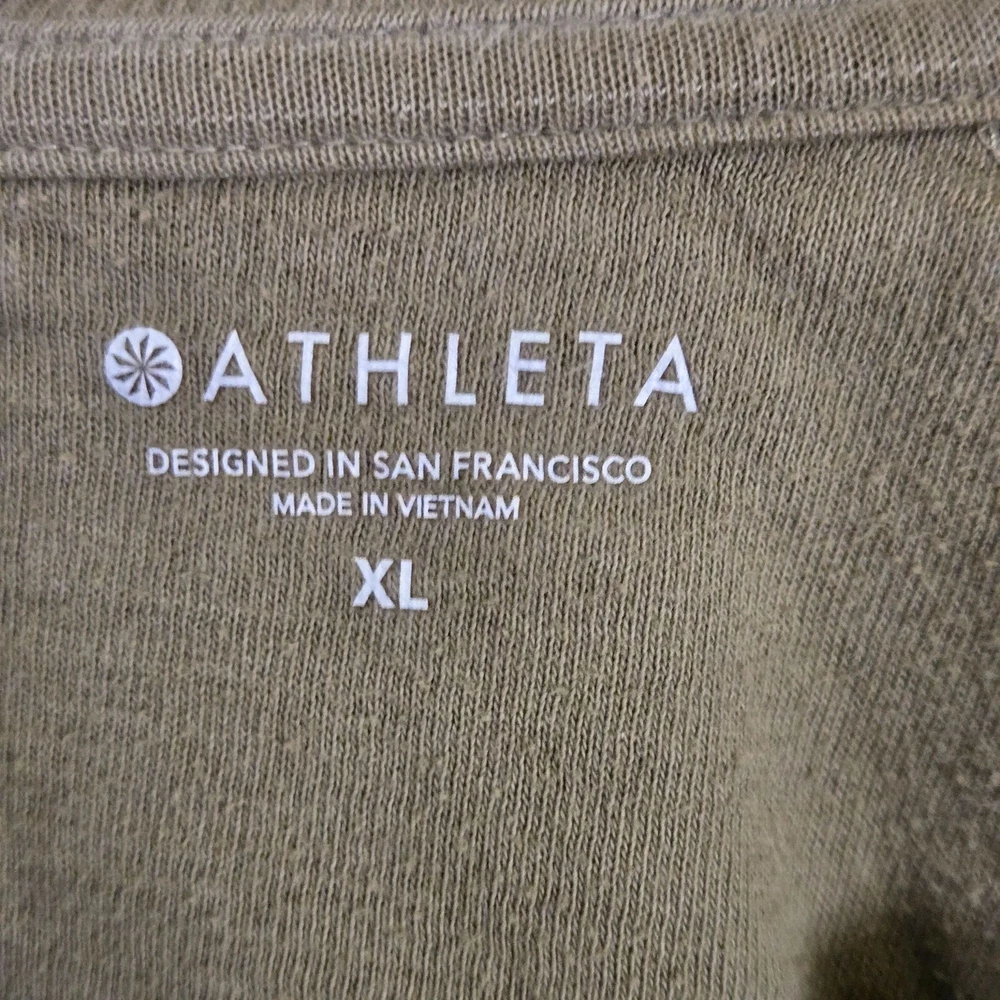 ATHLETA
DESIGNED IN SAN FRANCISCO
MADE IN VIETNAM
XL